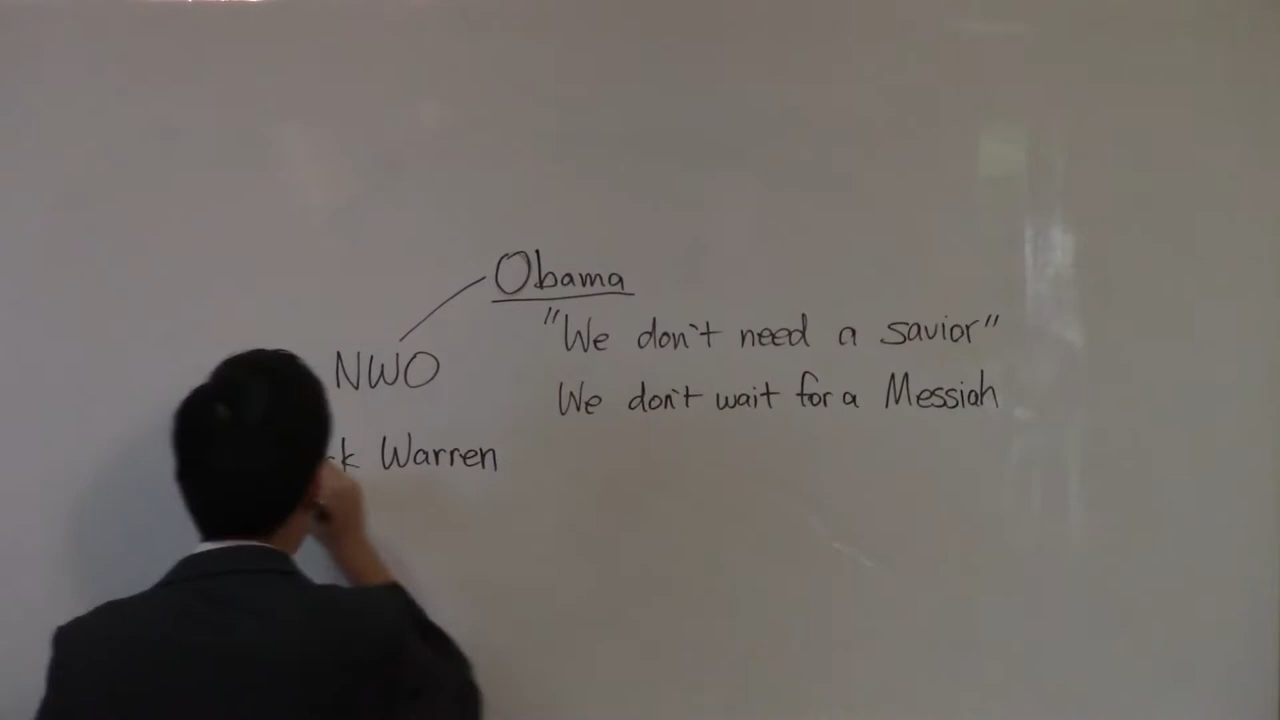 Obama
"We don't need a savior"
NWO
We don't wait for a Messiah
Warren